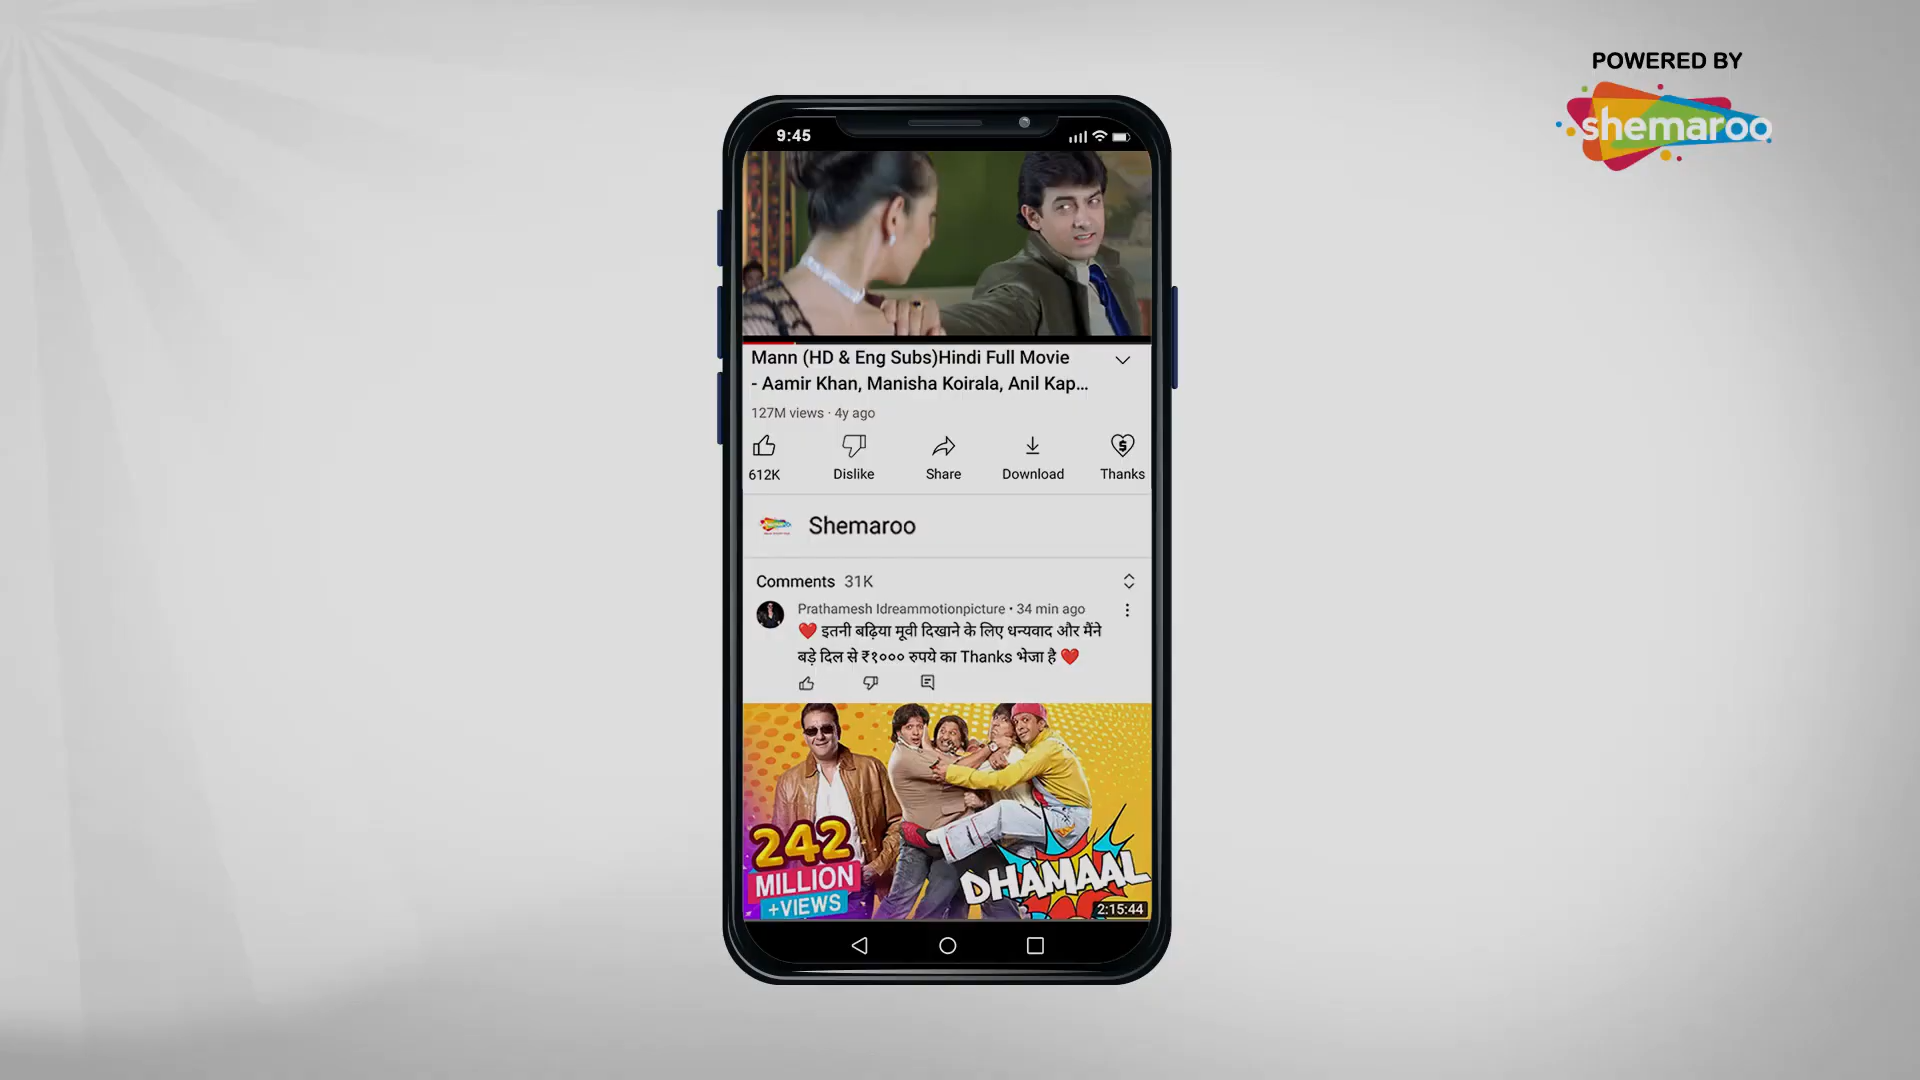 POWERED BY
shemaroo
9:45
Mann (HD & Eng Subs)Hindi Full Movie
- Aamir Khan, Manisha Koirala, Anil Kap...
127M views · 4y ago
612K Dislike Share Download Thanks
Shemaroo
Comments 31K
Prathamesh Idreammotionpicture • 34 min ago
❤️ इतनी बढ़िया मूवी दिखाने के लिए धन्यवाद और मैंने
बड़े दिल से ₹१००० रुपये का Thanks भेजा है ❤️
242
MILLION
+VIEWS
DHAMAAL
2:15:44